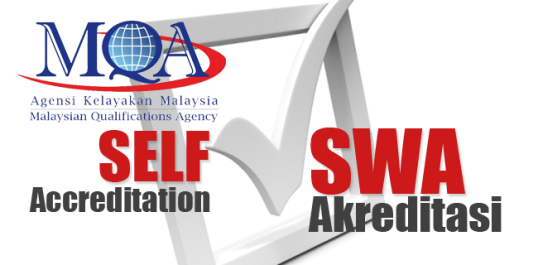 MQA
Agensi Kelayakan Malaysia
Malaysian Qualifications Agency
SELF
Accreditation
SWA
Akreditasi